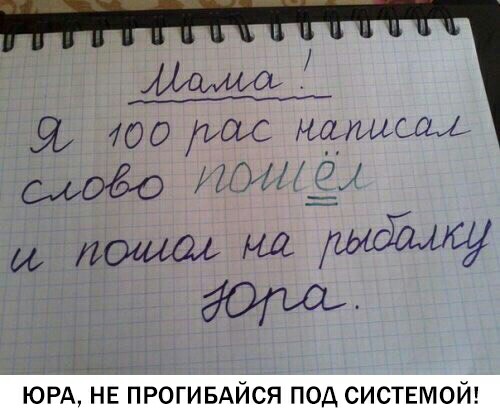 Мама!
Я 100 рас написал
слово пошёл
и пошол на рыбалку
Юра.
ЮРА, НЕ ПРОГИБАЙСЯ ПОД СИСТЕМОЙ!